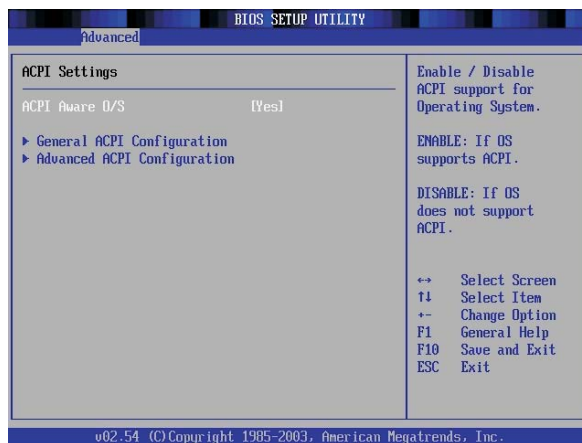 BIOS SETUP UTILITY
Advanced
ACPI Settings
ACPI Aware O/S [Yes]
General ACPI Configuration
Advanced ACPI Configuration
Enable / Disable
ACPI support for
Operating System.
ENABLE: If OS
supports ACPI.
DISABLE: If OS
does not support
ACPI.
↔ Select Screen
↑↓ Select Item
+- Change Option
F1 General Help
F10 Save and Exit
ESC Exit
v02.54 (C)Copyright 1985-2003, American Megatrends, Inc.